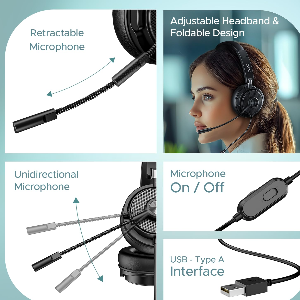 Retractable
Microphone
Adjustable Headband &
Foldable Design
Unidirectional
Microphone
Microphone
On / Off
USB - Type A
Interface